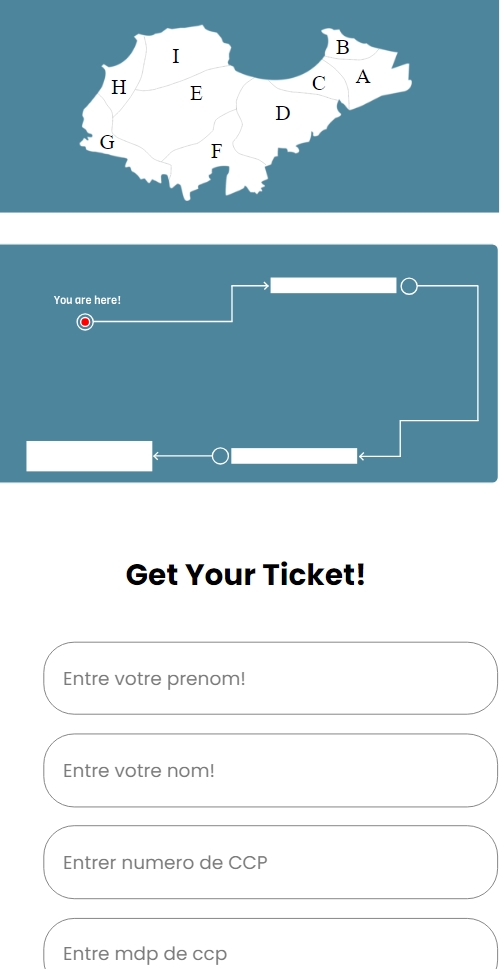 I
B
A
H
E
C
D
G
F
You are here!
Get Your Ticket!
Entre votre prenom!
Entre votre nom!
Entrer numero de CCP
Entre mdp de ccp